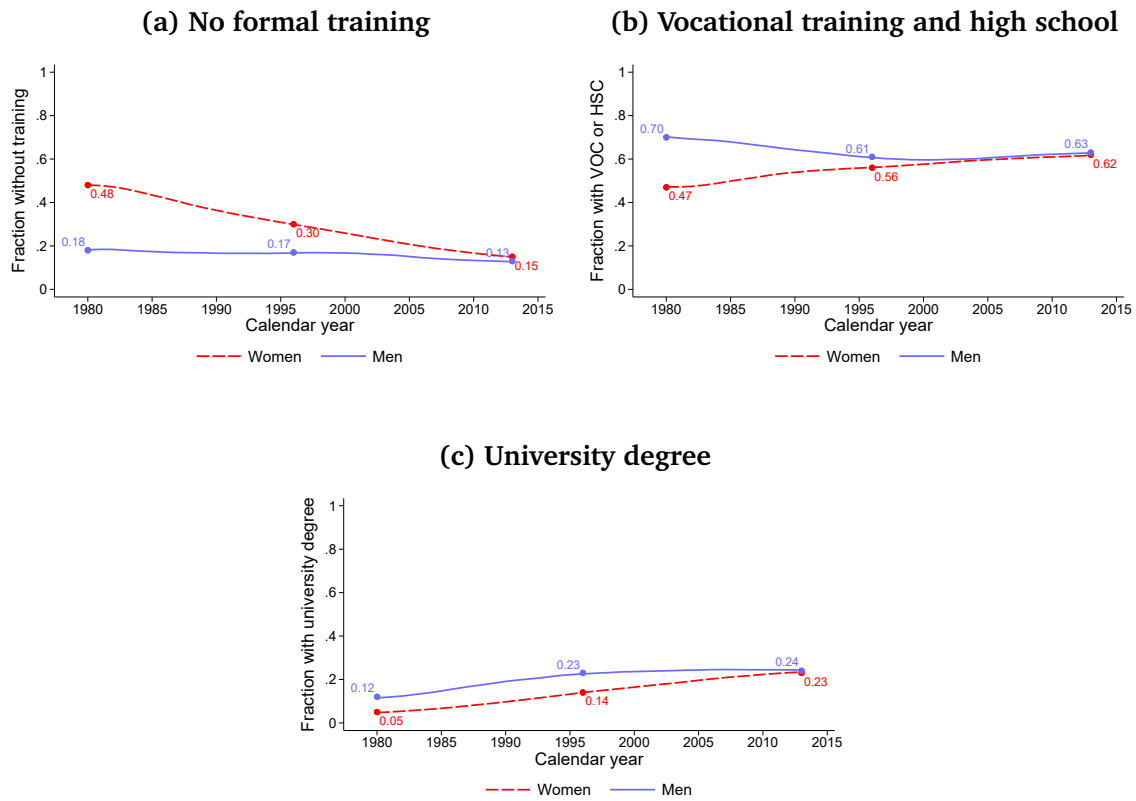 (a) No formal training
Fraction without training
1
.8
.6
.4
.2
0
0.48
0.30
0.15
0.18
0.17
0.13
1980 1985 1990 1995 2000 2005 2010 2015
Calendar year
Women Men
(b) Vocational training and high school
Fraction with VOC or HSC
1
.8
.6
.4
.2
0
0.70
0.61
0.63
0.47
0.56
0.62
1980 1985 1990 1995 2000 2005 2010 2015
Calendar year
Women Men
(c) University degree
Fraction with university degree
1
.8
.6
.4
.2
0
0.12
0.23
0.24
0.05
0.14
0.23
1980 1985 1990 1995 2000 2005 2010 2015
Calendar year
Women Men